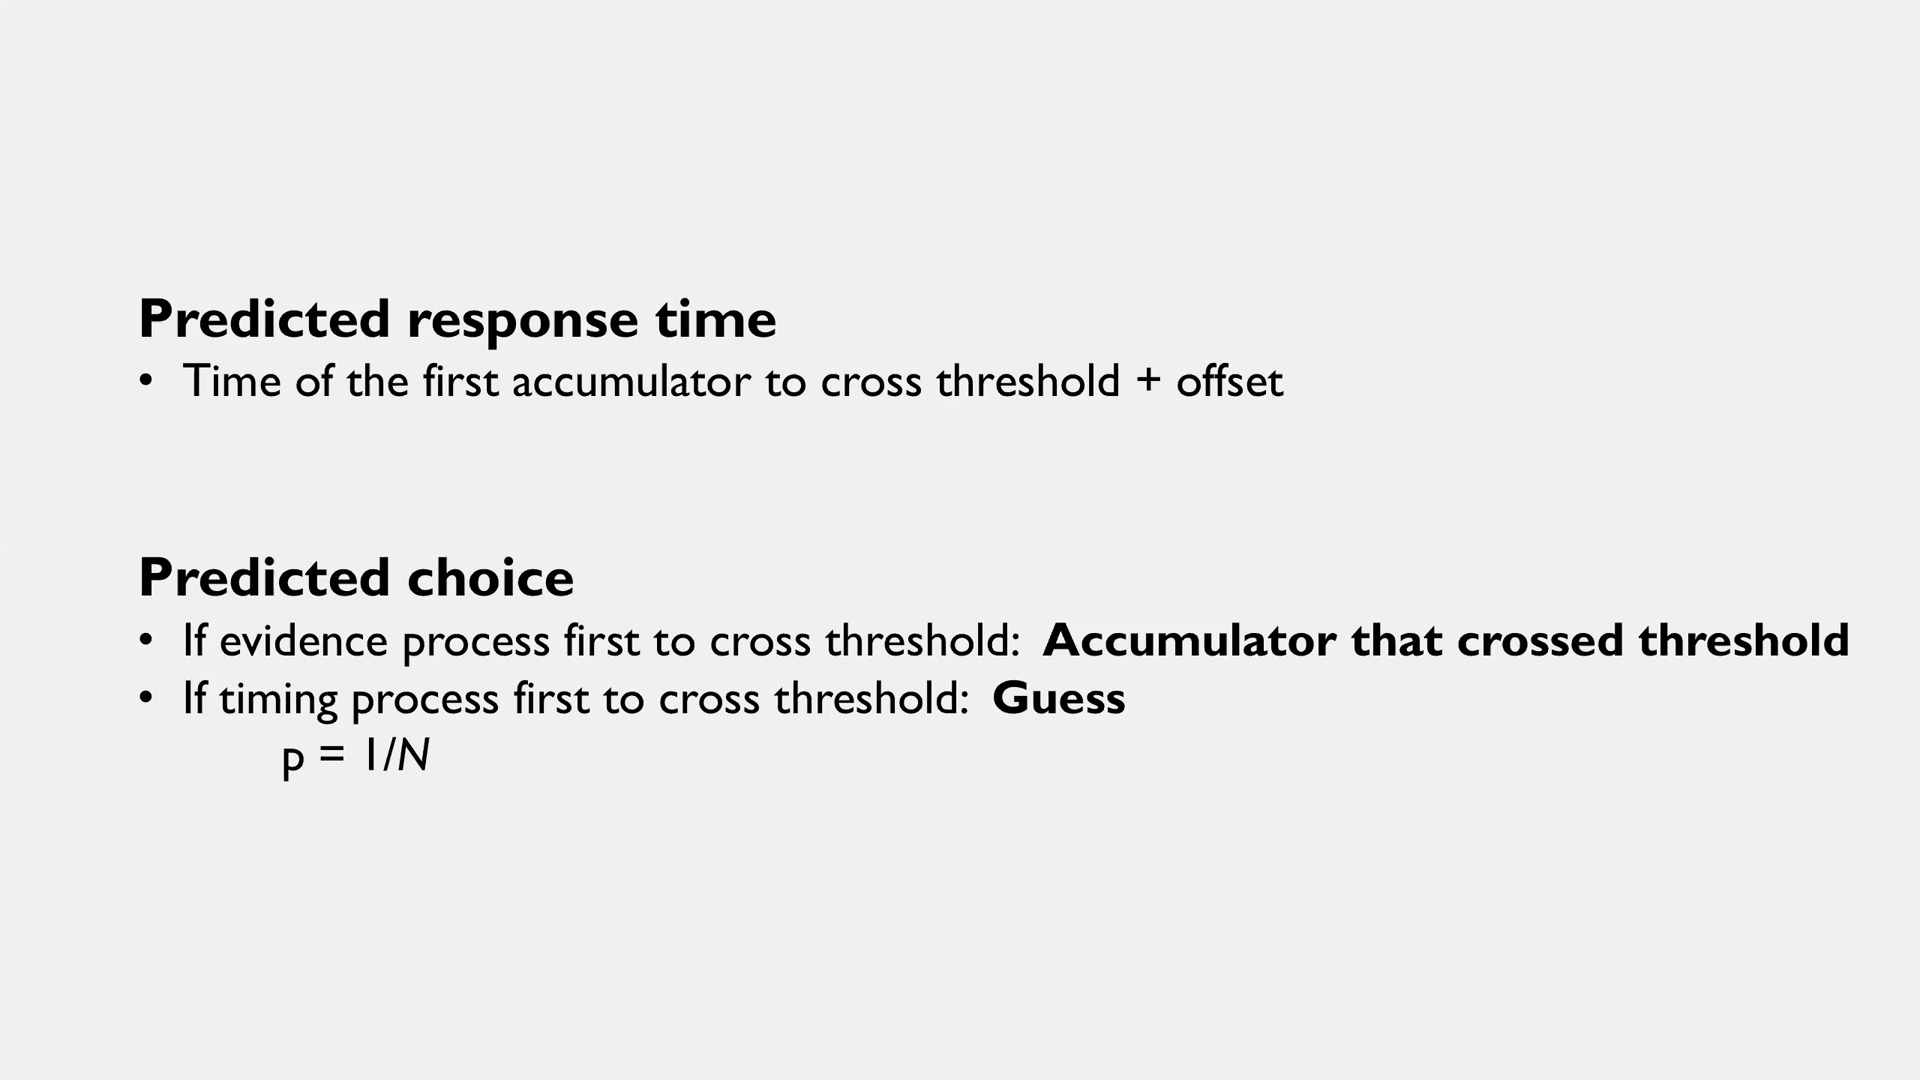 Predicted response time
• Time of the first accumulator to cross threshold + offset
Predicted choice
• If evidence process first to cross threshold: Accumulator that crossed threshold
• If timing process first to cross threshold: Guess
p = 1/N